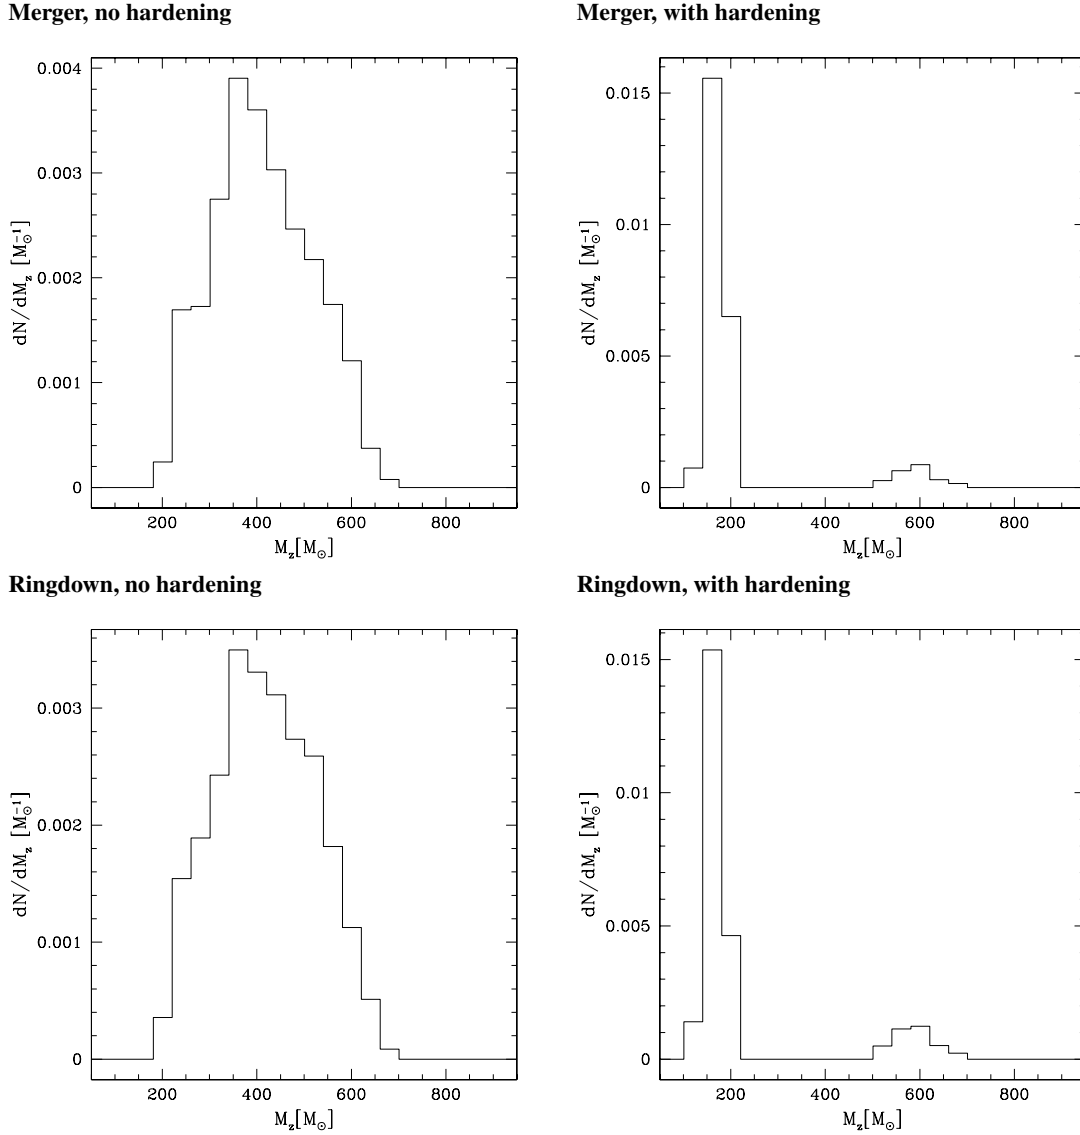 Merger, no hardening
0.004
0.003
0.002
0.001
0
dN/dM_z [M_⊙^-1]
200 400 600 800
M_z[M_⊙]
Merger, with hardening
0.015
0.01
0.005
0
dN/dM_z [M_⊙^-1]
200 400 600 800
M_z[M_⊙]
Ringdown, no hardening
0.003
0.002
0.001
0
dN/dM_z [M_⊙^-1]
200 400 600 800
M_z[M_⊙]
Ringdown, with hardening
0.015
0.01
0.005
0
dN/dM_z [M_⊙^-1]
200 400 600 800
M_z[M_⊙]